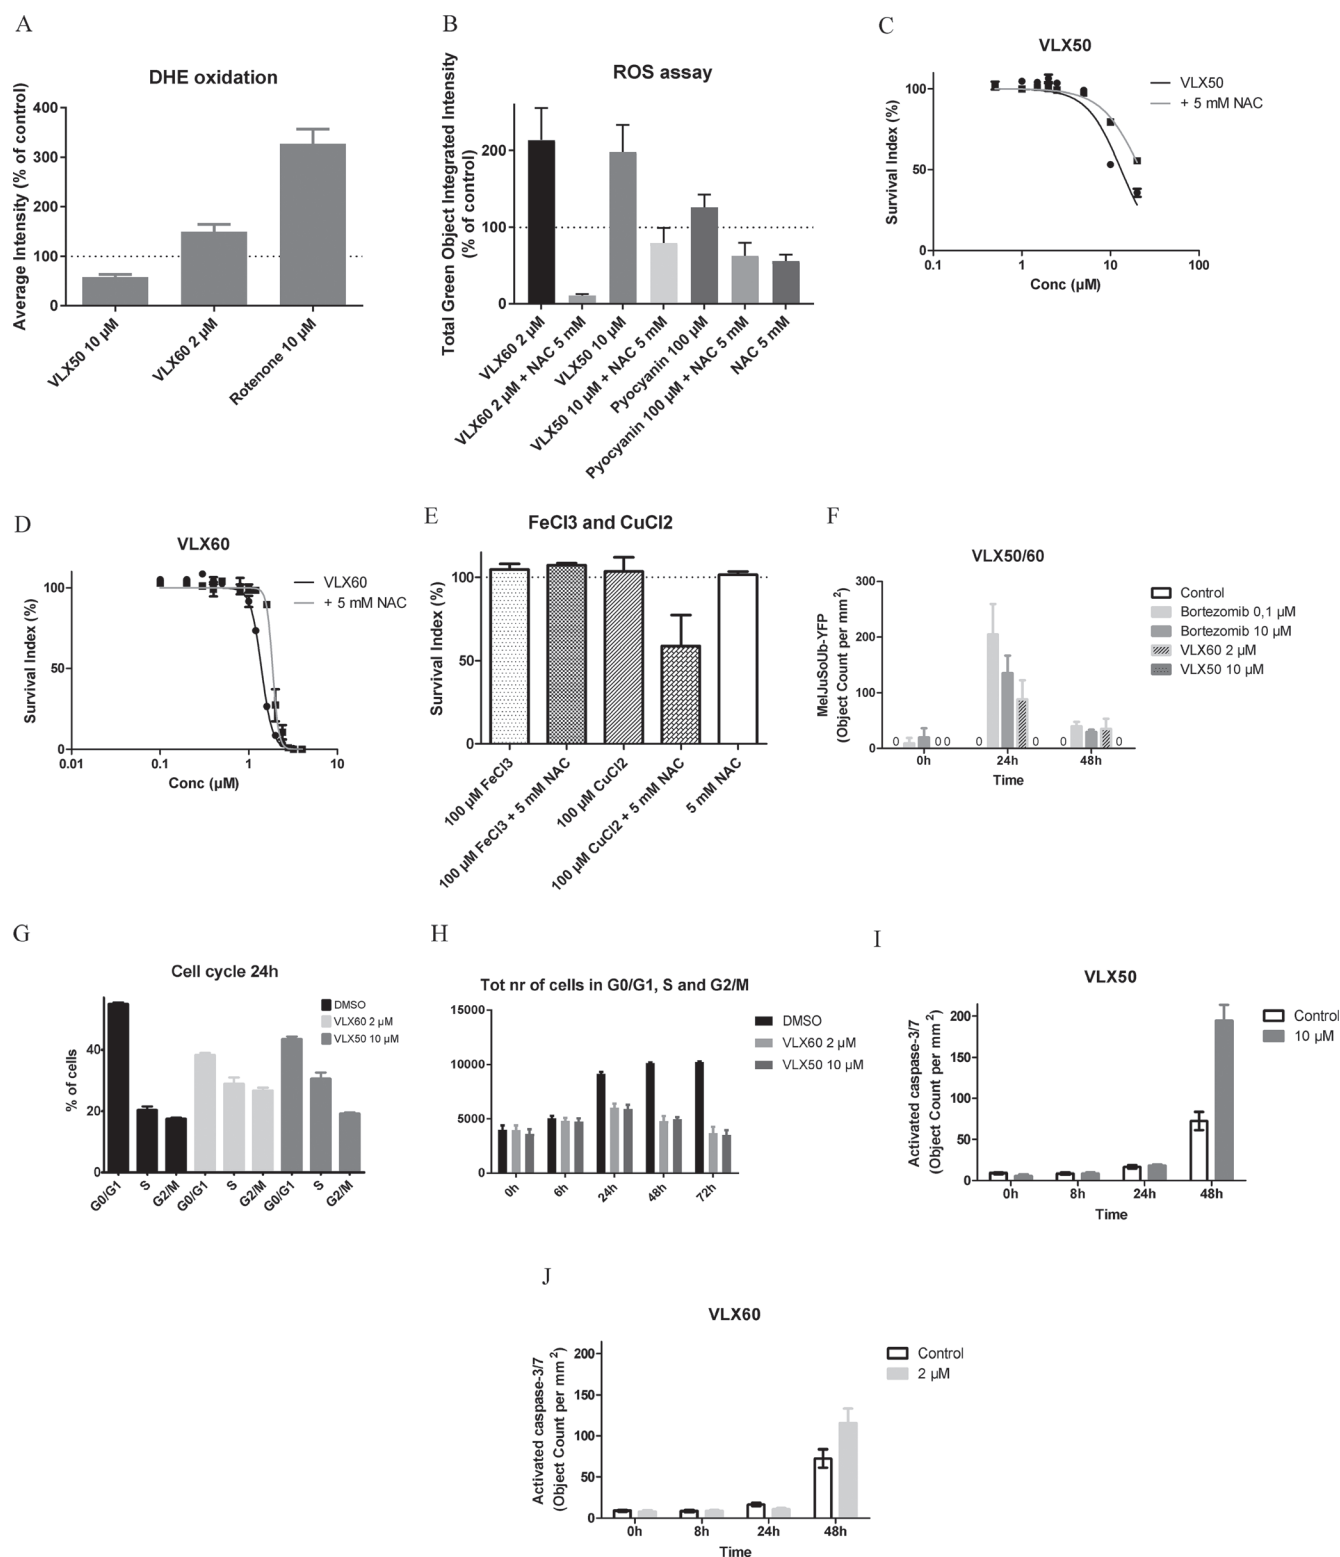 A
DHE oxidation
Average Intensity (% of control)
400
300
200
100
0
VLX50 10 µM
VLX60 2 µM
Rotenone 10 µM
B
ROS assay
Total Green Object Integrated Intensity
(% of control)
200
100
0
VLX60 2 µM
VLX60 2 µM + NAC 5 mM
VLX50 10 µM
VLX50 10 µM + NAC 5 mM
Pyocyanin 100 µM
Pyocyanin 100 µM + NAC 5 mM
NAC 5 mM
C
VLX50
Survival Index (%)
100
50
0
0.1
1
10
100
Conc (µM)
VLX50
+ 5 mM NAC
D
VLX60
Survival Index (%)
100
50
0
0.01
0.1
1
10
Conc (µM)
VLX60
+ 5 mM NAC
E
FeCl3 and CuCl2
Survival Index (%)
100
50
0
100 µM FeCl3
100 µM FeCl3 + 5 mM NAC
100 µM CuCl2
100 µM CuCl2 + 5 mM NAC
5 mM NAC
F
VLX50/60
MelJuSoUb-YFP
(Object Count per mm2)
300
200
100
0
0 0 0 0 0 0 0
0h
24h
48h
Time
Control
Bortezomib 0,1 µM
Bortezomib 10 µM
VLX60 2 µM
VLX50 10 µM
G
Cell cycle 24h
% of cells
40
20
0
G0/G1
S
G2/M
G0/G1
S
G2/M
G0/G1
S
G2/M
DMSO
VLX60 2 µM
VLX50 10 µM
H
Tot nr of cells in G0/G1, S and G2/M
15000
10000
5000
0
0h
6h
24h
48h
72h
DMSO
VLX60 2 µM
VLX50 10 µM
I
VLX50
Activated caspase-3/7
(Object Count per mm2)
200
150
100
50
0
0h
8h
24h
48h
Time
Control
10 µM
J
VLX60
Activated caspase-3/7
(Object Count per mm2)
200
150
100
50
0
0h
8h
24h
48h
Time
Control
2 µM